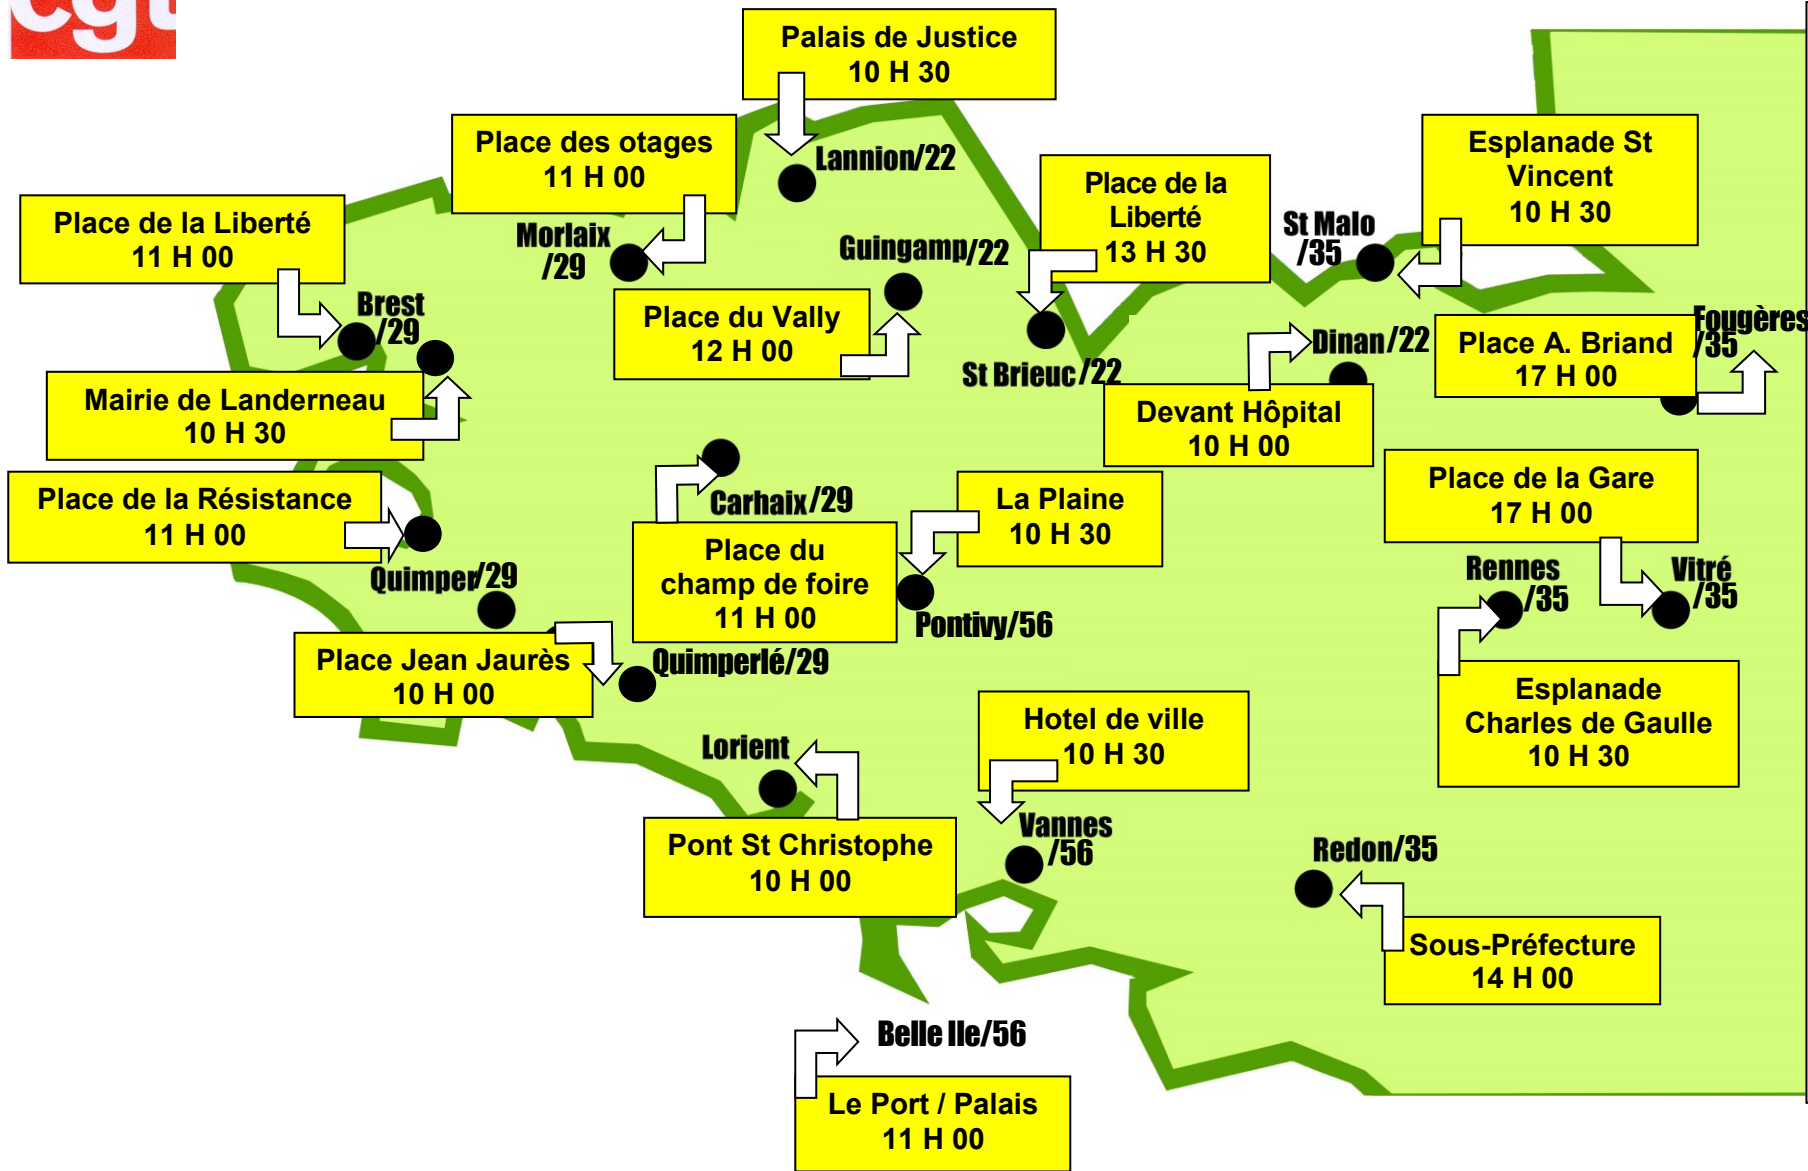 cgt
Palais de Justice
10 H 30
Place des otages
11 H 00
Lannion/22
Esplanade St
Vincent
10 H 30
Place de la
Liberté
13 H 30
Place de la Liberté
11 H 00
Morlaix
/29
Guingamp/22
St Malo
/35
Brest
/29
Place du Vally
12 H 00
St Brieuc/22
Dinan/22
Place A. Briand
17 H 00
Fougères
/35
Mairie de Landerneau
10 H 30
Devant Hôpital
10 H 00
Place de la Résistance
11 H 00
Carhaix/29
La Plaine
10 H 30
Place de la Gare
17 H 00
Quimper/29
Place du
champ de foire
11 H 00
Pontivy/56
Rennes
/35
Vitré
/35
Place Jean Jaurès
10 H 00
Quimperlé/29
Esplanade
Charles de Gaulle
10 H 30
Lorient
Hotel de ville
10 H 30
Pont St Christophe
10 H 00
Vannes
/56
Redon/35
Sous-Préfecture
14 H 00
Belle Ile/56
Le Port / Palais
11 H 00